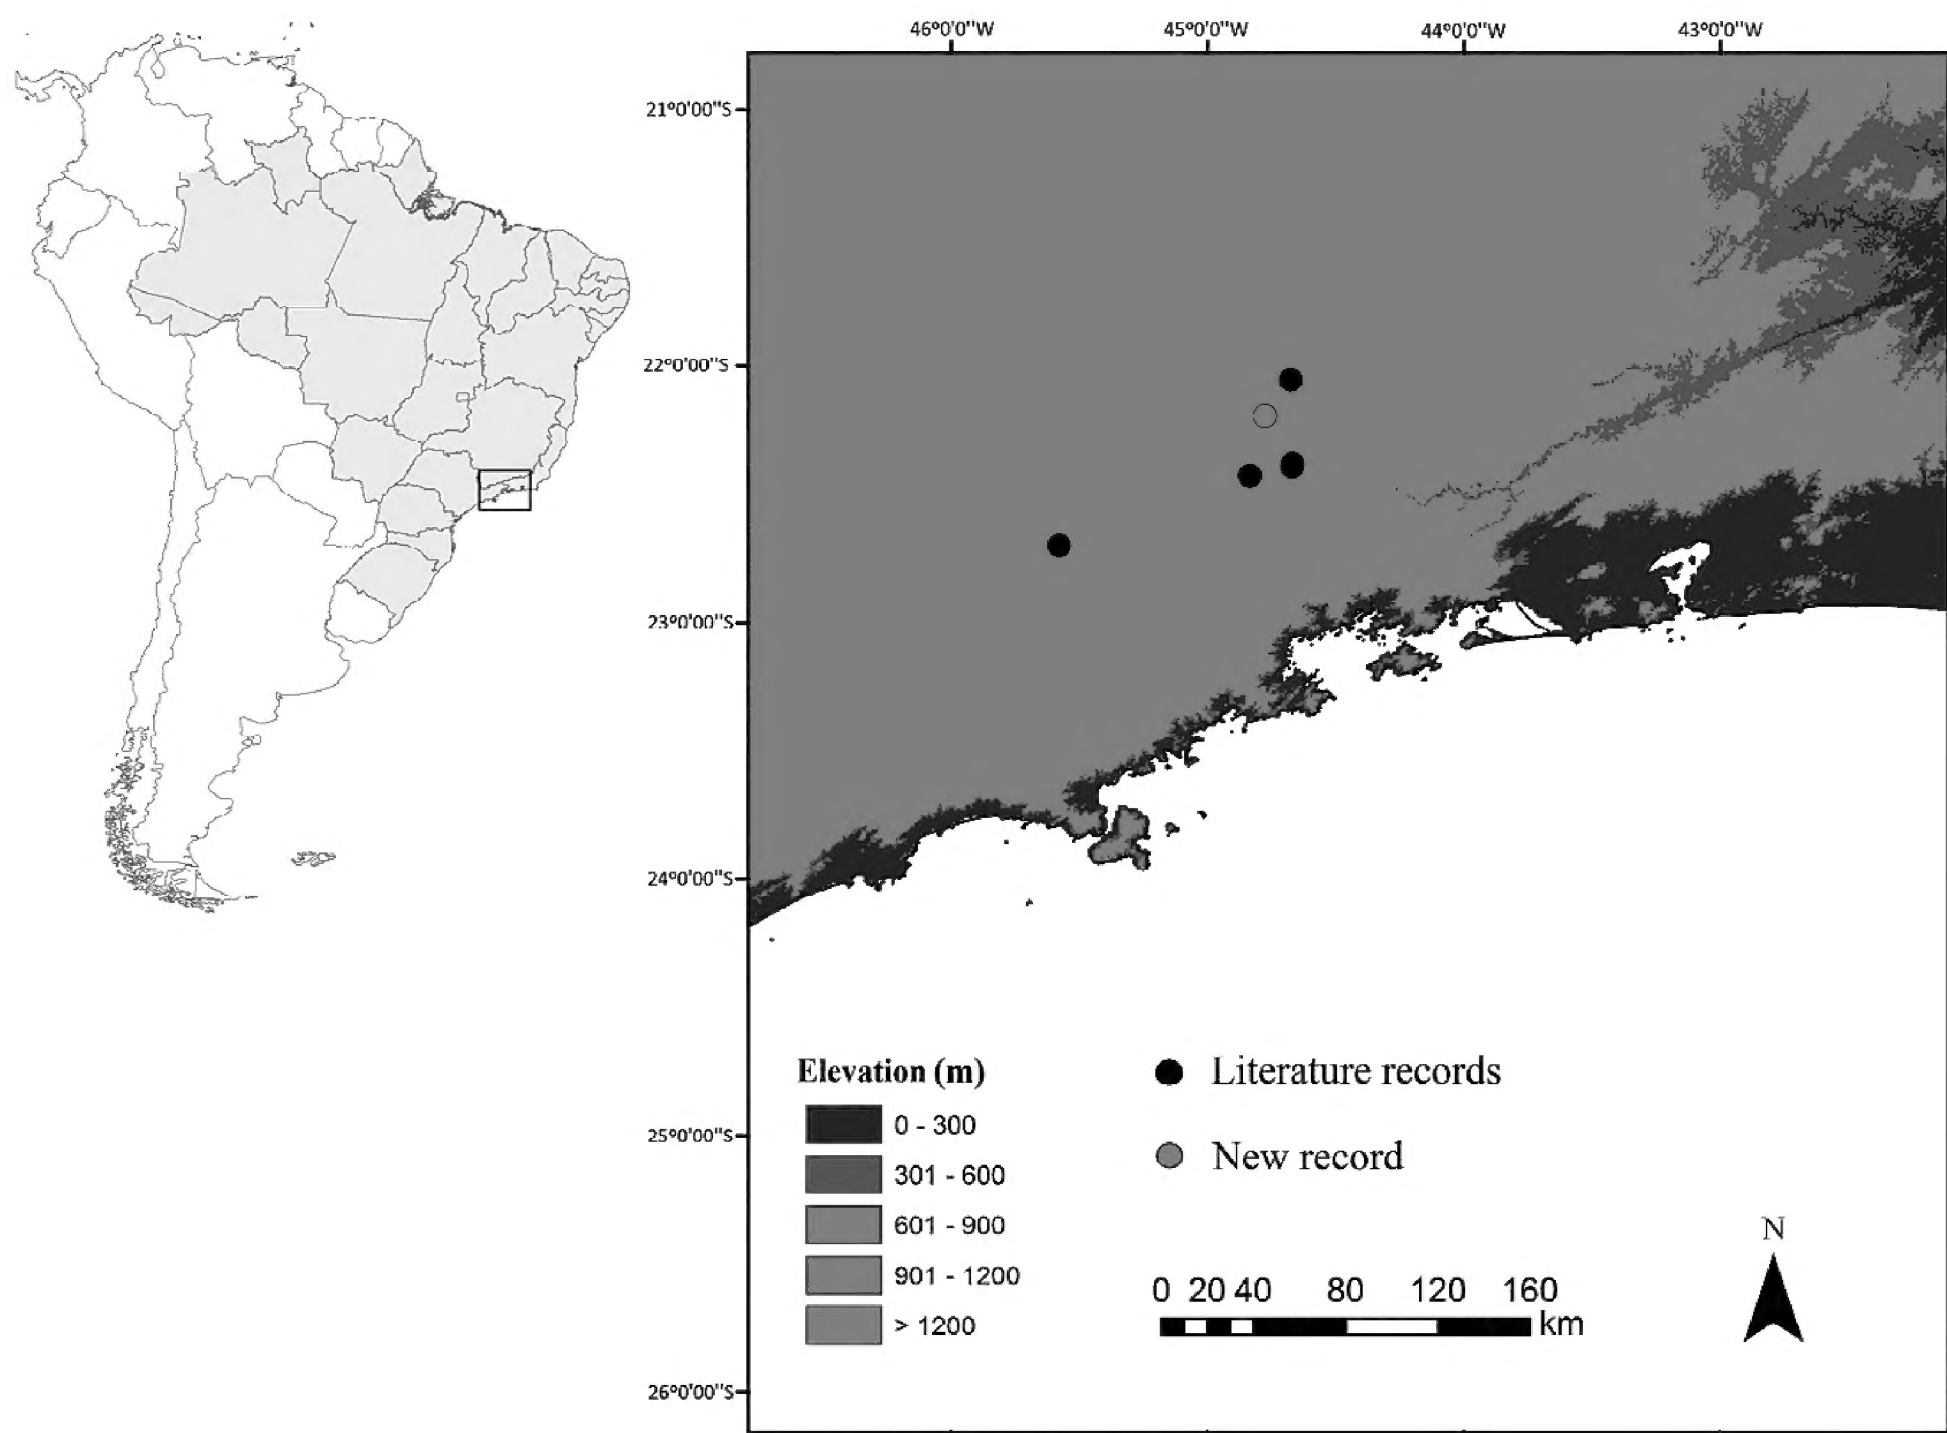 46°0'0"W 45°0'0"W 44°0'0"W 43°0'0"W
21°0'00"S
22°0'00"S
23°0'00"S
24°0'00"S
25°0'00"S
26°0'00"S
Elevation (m)
0 - 300
301 - 600
601 - 900
901 - 1200
> 1200
Literature records
New record
N
0 20 40 80 120 160
km